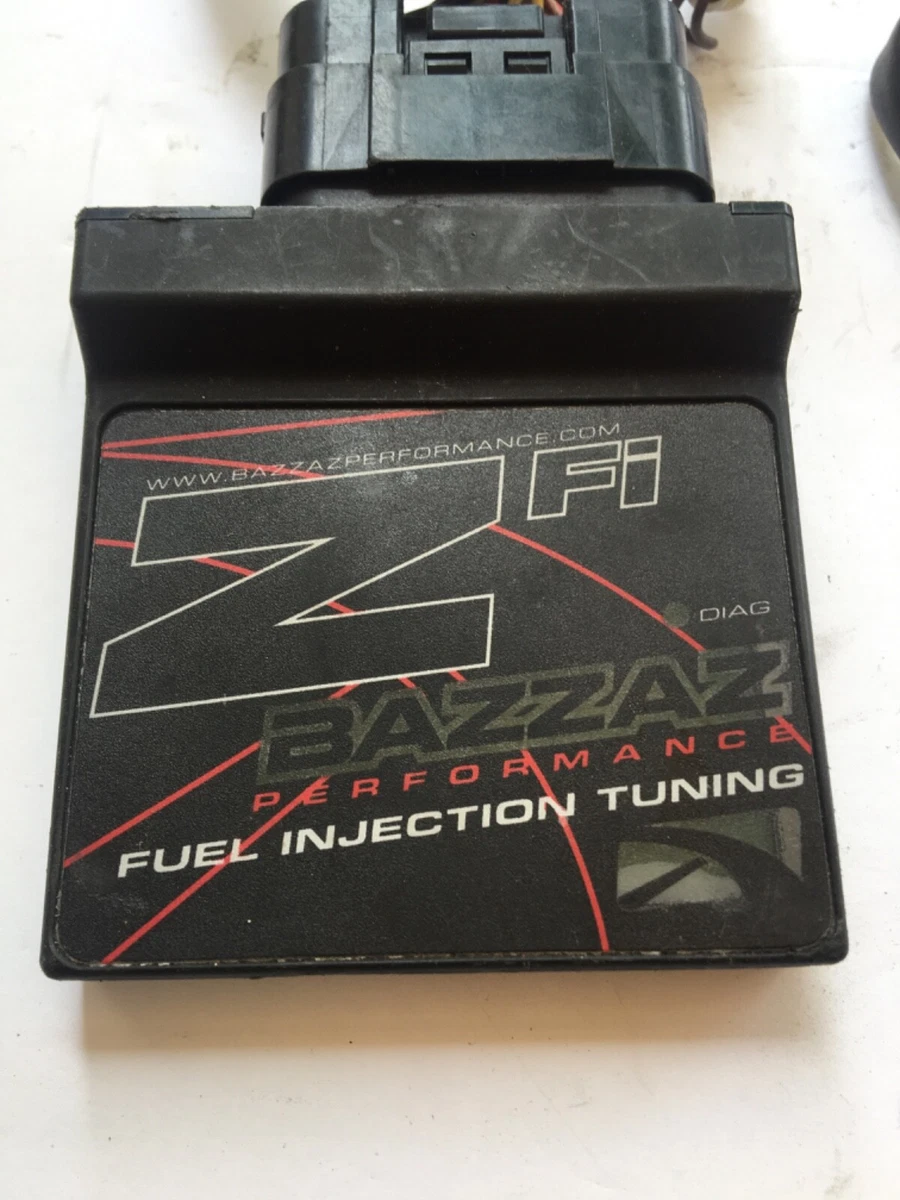 WWW.BAZZAZPERFORMANCE.COM
Z Fi
DIAG
BAZZAZ
PERFORMANCE
FUEL INJECTION TUNING